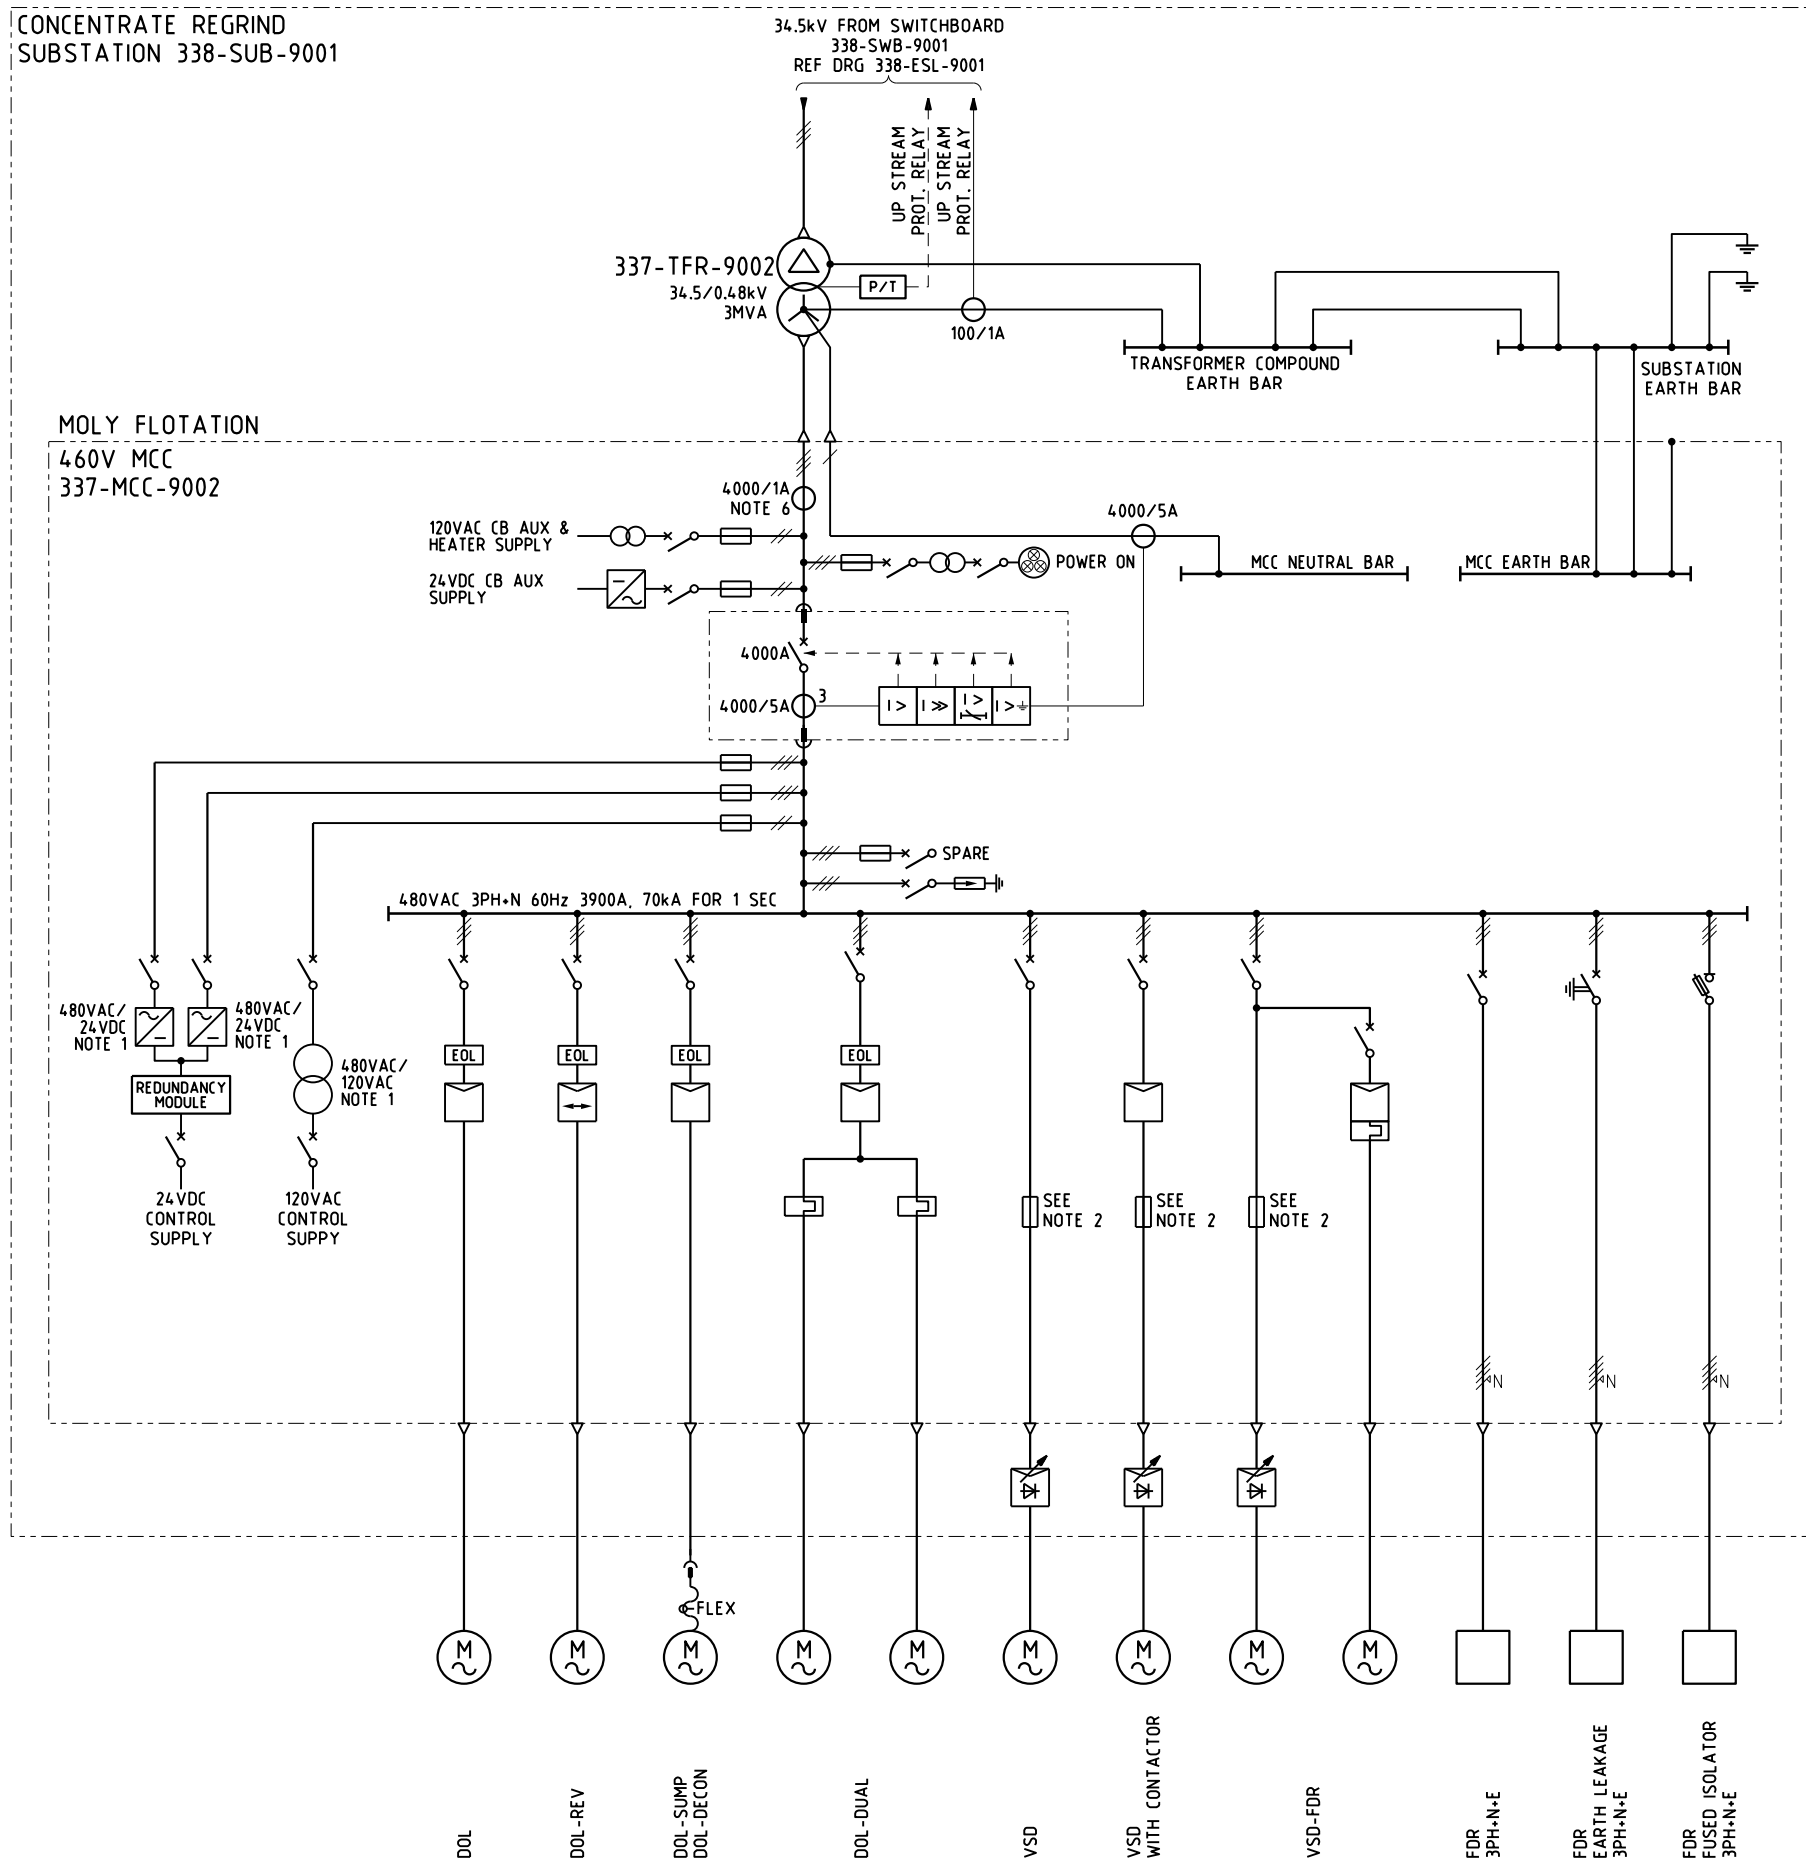 CONCENTRATE REGRIND
SUBSTATION 338-SUB-9001
34.5kV FROM SWITCHBOARD
338-SWB-9001
REF DRG 338-ESL-9001
UP STREAM
PROT. RELAY
UP STREAM
PROT. RELAY
337-TFR-9002
34.5/0.48kV
3MVA
P/T
100/1A
TRANSFORMER COMPOUND
EARTH BAR
SUBSTATION
EARTH BAR
MOLY FLOTATION
460V MCC
337-MCC-9002
4000/1A
NOTE 6
120VAC CB AUX &
HEATER SUPPLY
24VDC CB AUX
SUPPLY
POWER ON
4000/5A
MCC NEUTRAL BAR
MCC EARTH BAR
4000A
4000/5A
3
I >
I >>
I >
I >
SPARE
480VAC 3PH+N 60Hz 3900A, 70kA FOR 1 SEC
480VAC/
24VDC
NOTE 1
480VAC/
24VDC
NOTE 1
REDUNDANCY
MODULE
24VDC
CONTROL
SUPPLY
480VAC/
120VAC
NOTE 1
120VAC
CONTROL
SUPPY
EOL
EOL
EOL
EOL
SEE
NOTE 2
SEE
NOTE 2
SEE
NOTE 2
N
N
N
FLEX
M
M
M
M
M
M
M
M
M
DOL
DOL-REV
DOL-SUMP
DOL-DECON
DOL-DUAL
VSD
VSD
WITH CONTACTOR
VSD-FDR
FDR
3PH+N+E
FDR
EARTH LEAKAGE
3PH+N+E
FDR
FUSED ISOLATOR
3PH+N+E